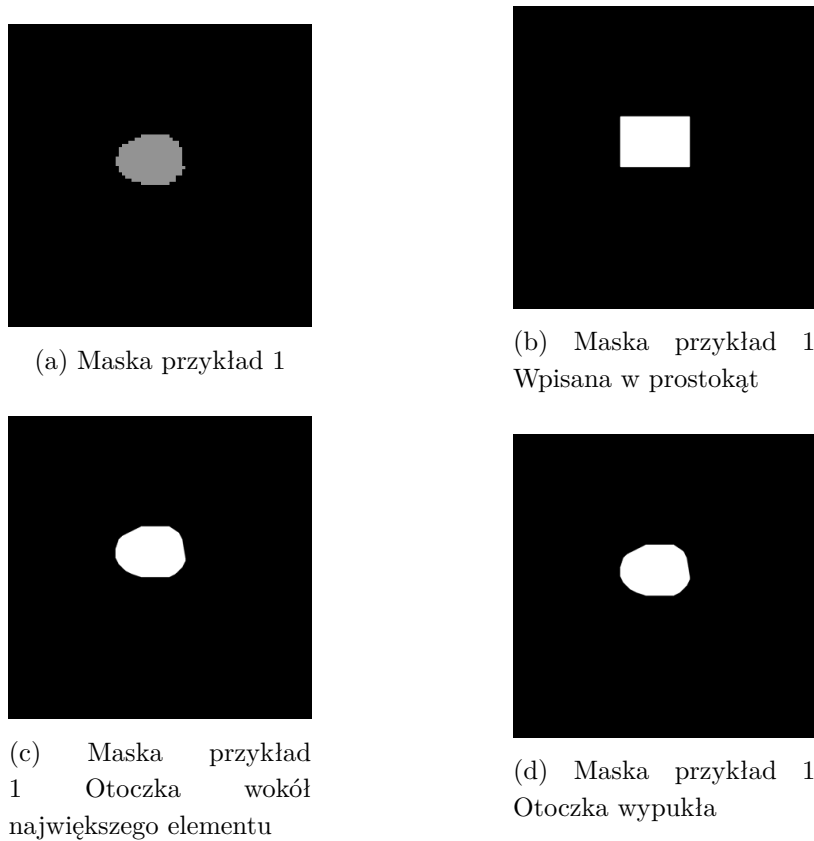 (a) Maska przykład 1
(b) Maska przykład 1
Wpisana w prostokąt
(c) Maska przykład
1 Otoczka wokół
największego elementu
(d) Maska przykład 1
Otoczka wypukła